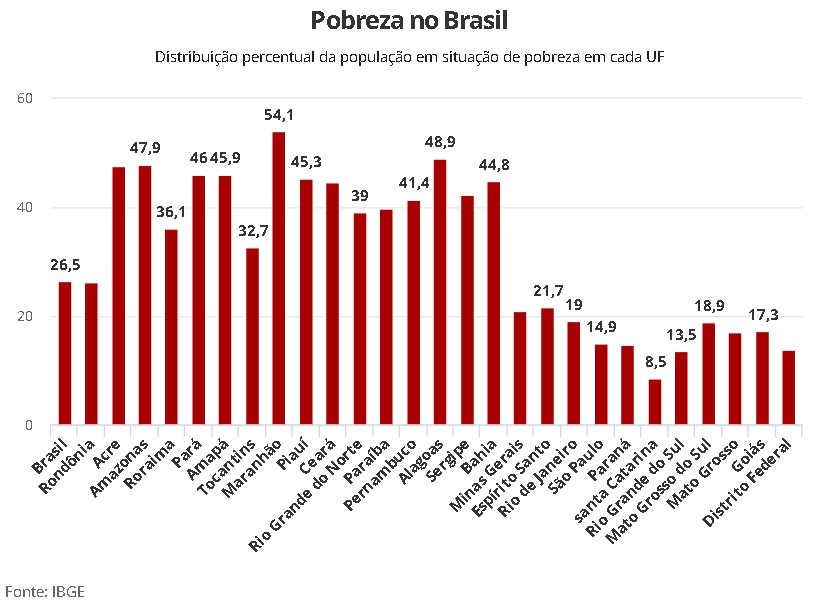 Pobreza no Brasil
Distribuição percentual da população em situação de pobreza em cada UF
60
40
20
0
26,5
47,9
36,1
46
45,9
32,7
54,1
45,3
39
41,4
48,9
44,8
21,7
19
14,9
8,5
13,5
18,9
17,3
Brasil
Rondônia
Acre
Amazonas
Roraima
Pará
Amapá
Tocantins
Maranhão
Piauí
Ceará
Rio Grande do Norte
Paraíba
Pernambuco
Alagoas
Sergipe
Bahia
Minas Gerais
Espírito Santo
Rio de Janeiro
São Paulo
Paraná
santa Catarina
Rio Grande do Sul
Mato Grosso do Sul
Mato Grosso
Goiás
Distrito Federal
Fonte: IBGE